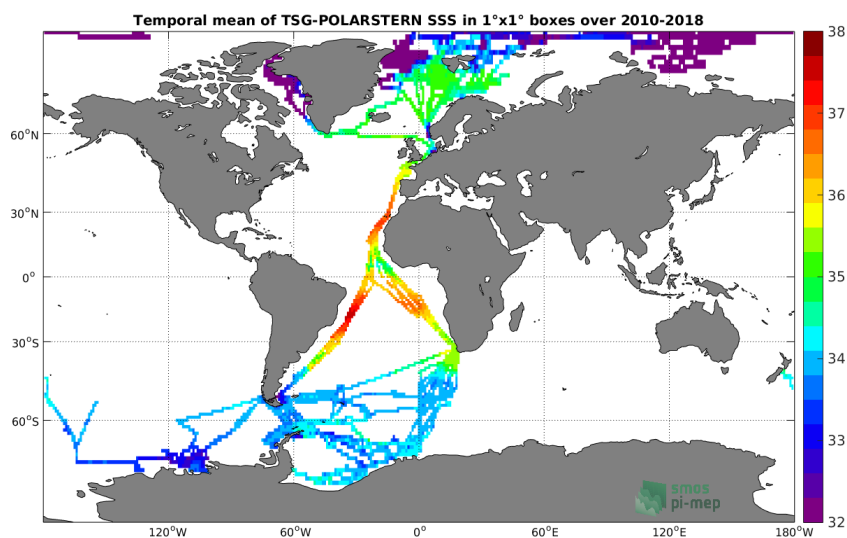 Temporal mean of TSG-POLARSTERN SSS in 1°x1° boxes over 2010-2018
38
37
36
35
34
33
32
60°N
30°N
0°
30°S
60°S
120°W
60°W
0°
60°E
120°E
180°W
smos
pi-mep